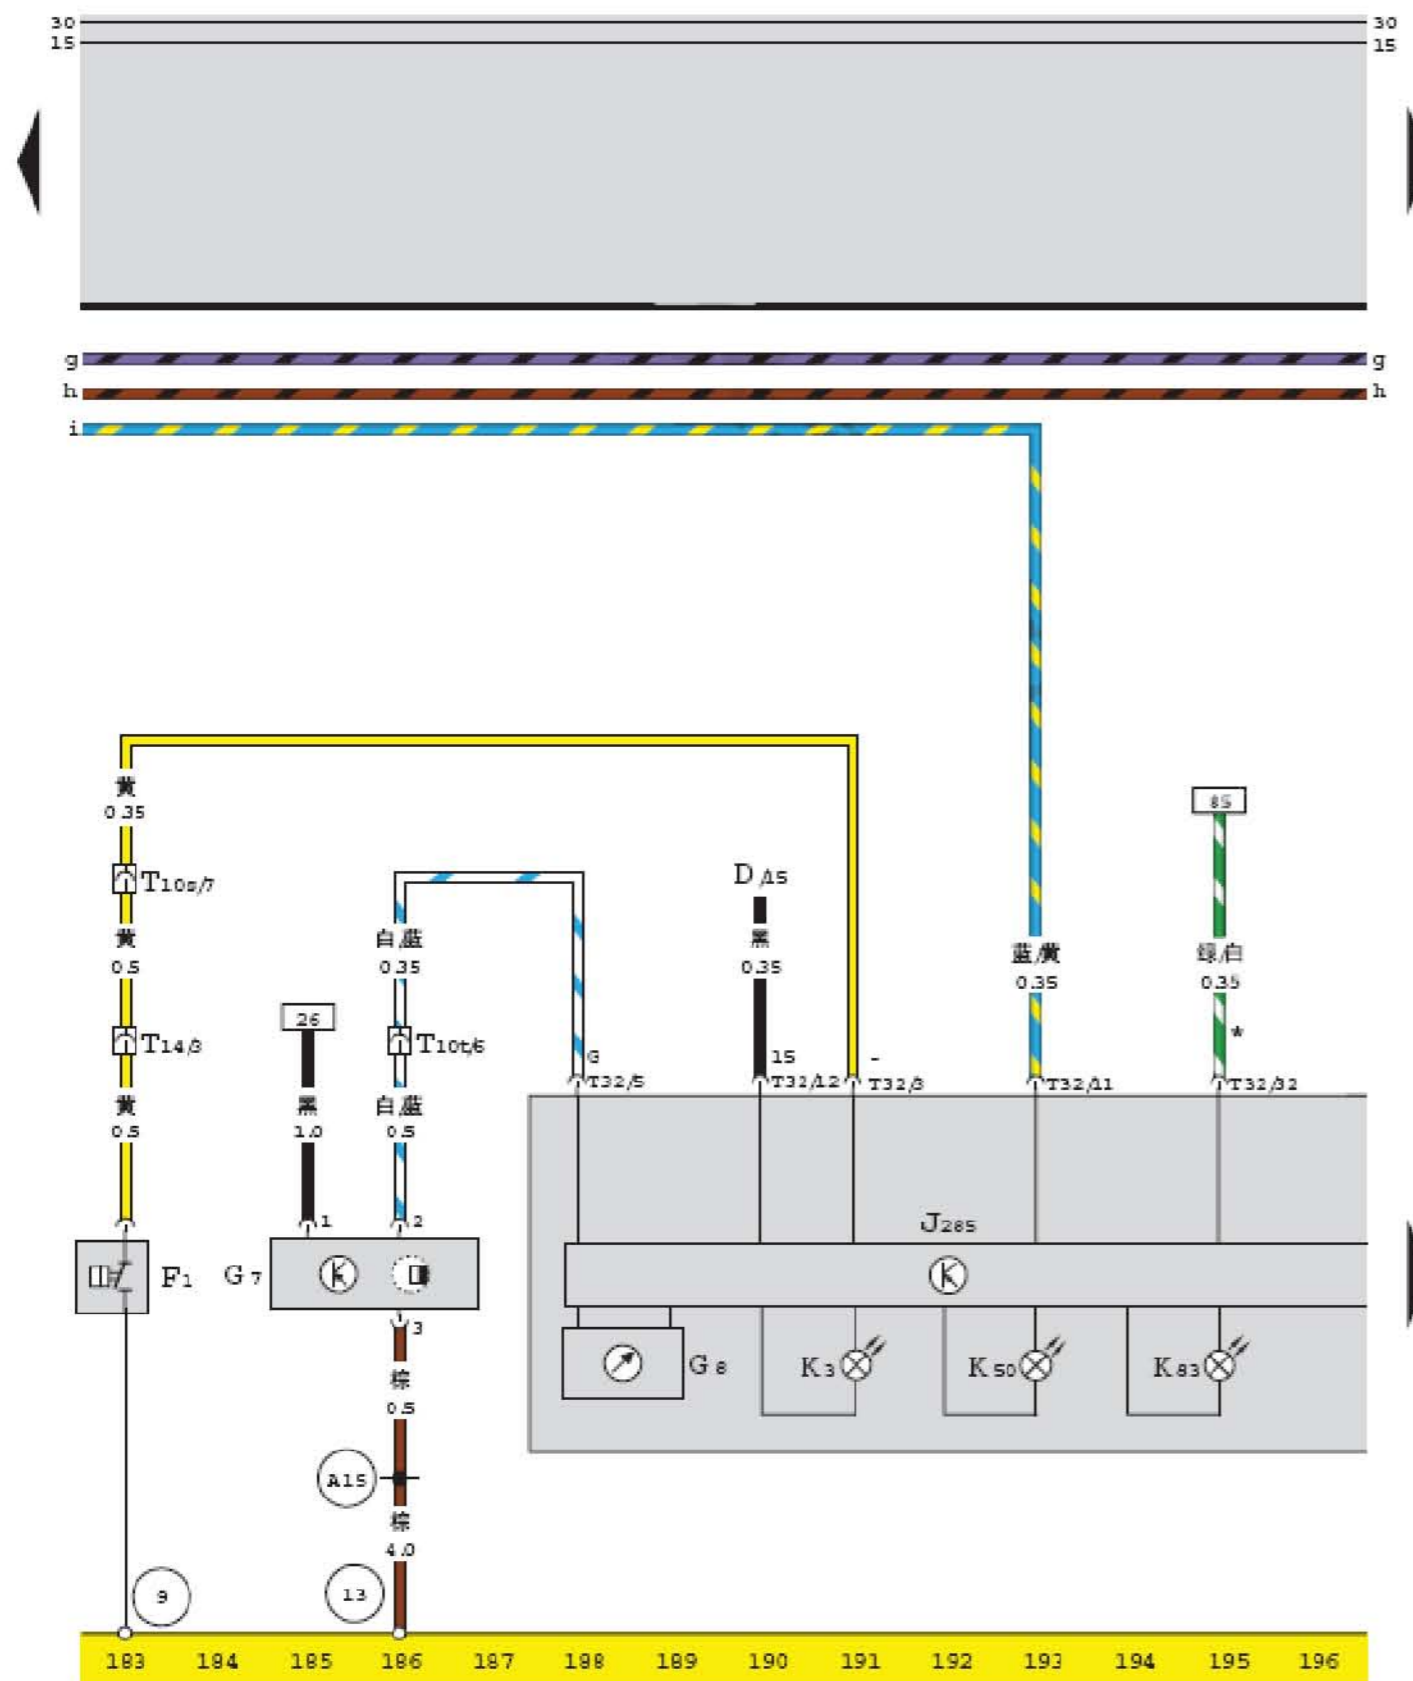 30 30
15 15
g g
h h
i
黄
0.35
85
T10s/7
D/15
黄
0.5
白/蓝
0.35
黑
0.35
蓝/黄
0.35
绿/白
0.35
26
T14/3
T10t/6
*
G
T32/5
15
T32/12
-
T32/3
T32/11
T32/32
黄
0.5
黑
1.0
白/蓝
0.5
1
2
J285
F1
G7
3
G8
K3
K50
K83
棕
0.5
A15
棕
4.0
9
13
183 184 185 186 187 188 189 190 191 192 193 194 195 196